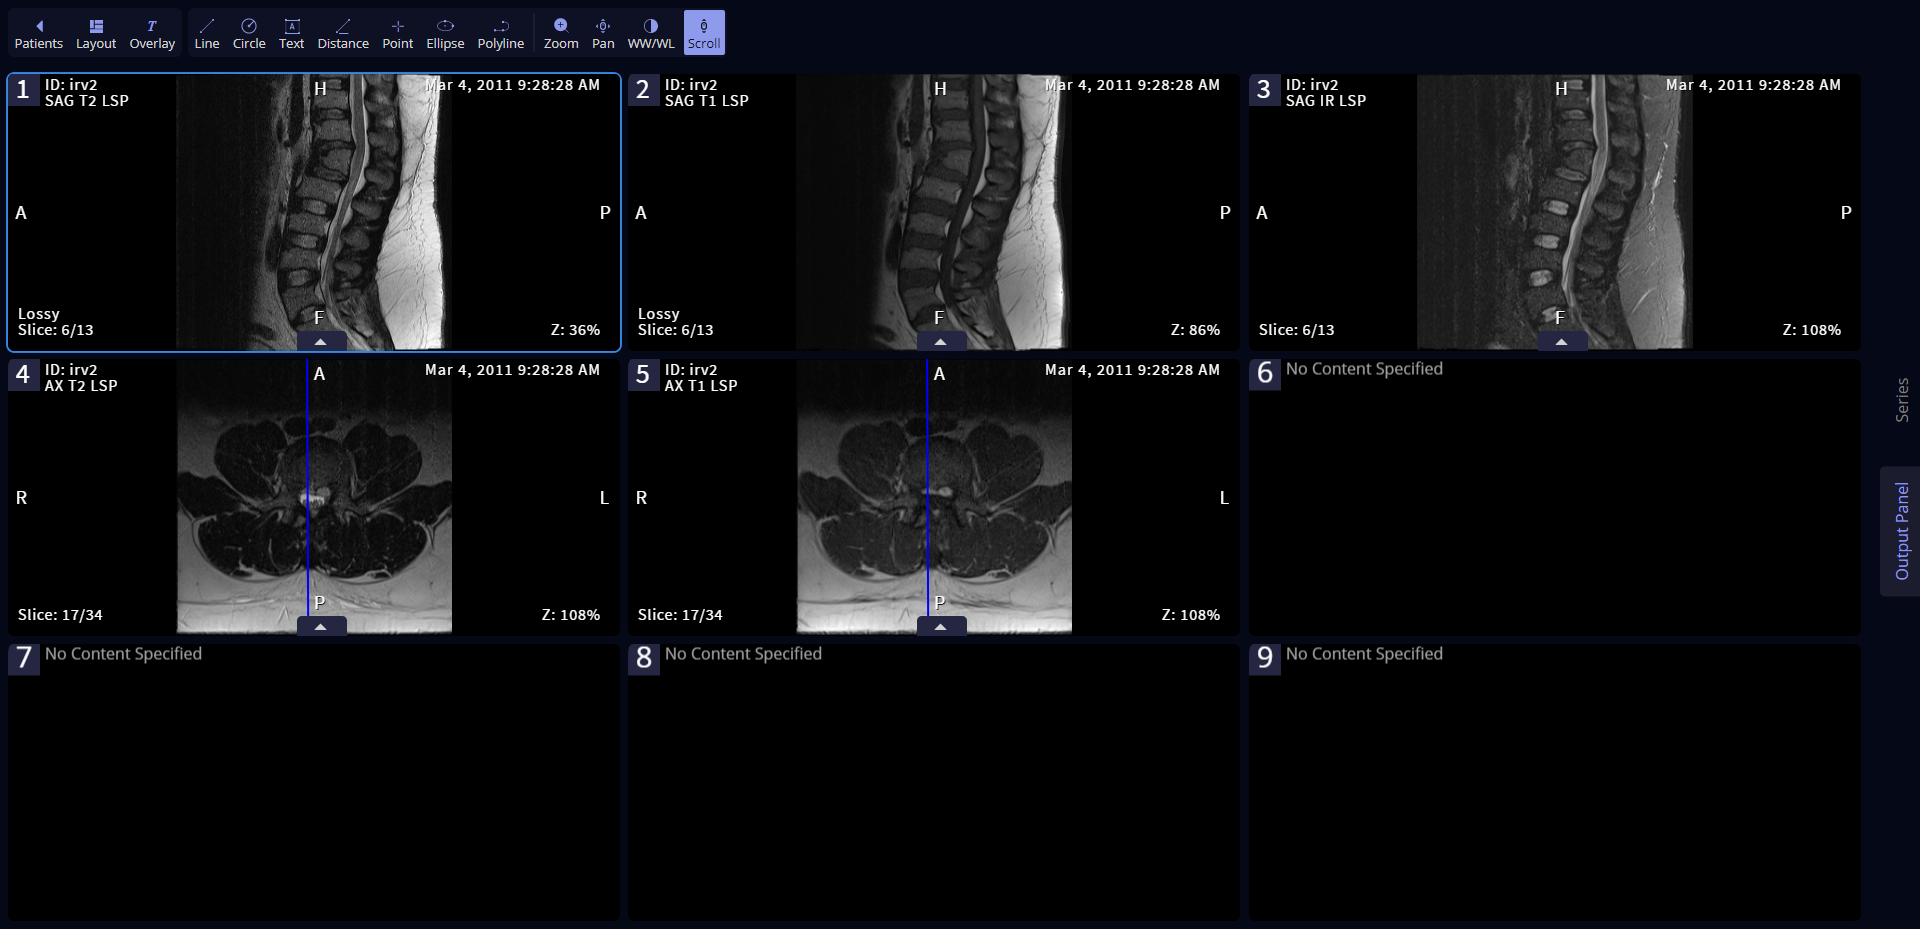 Patients Layout Overlay Line Circle Text Distance Point Ellipse Polyline Zoom Pan WW/WL Scroll
1 ID: irv2 H Mar 4, 2011 9:28:28 AM
SAG T2 LSP
A P
Lossy F
Slice: 6/13 Z: 36%
2 ID: irv2 H Mar 4, 2011 9:28:28 AM
SAG T1 LSP
A P
Lossy F
Slice: 6/13 Z: 86%
3 ID: irv2 H Mar 4, 2011 9:28:28 AM
SAG IR LSP
A P
F
Slice: 6/13 Z: 108%
4 ID: irv2 A Mar 4, 2011 9:28:28 AM
AX T2 LSP
R L
P
Slice: 17/34 Z: 108%
5 ID: irv2 A Mar 4, 2011 9:28:28 AM
AX T1 LSP
R L
P
Slice: 17/34 Z: 108%
6 No Content Specified
7 No Content Specified
8 No Content Specified
9 No Content Specified
Series
Output Panel